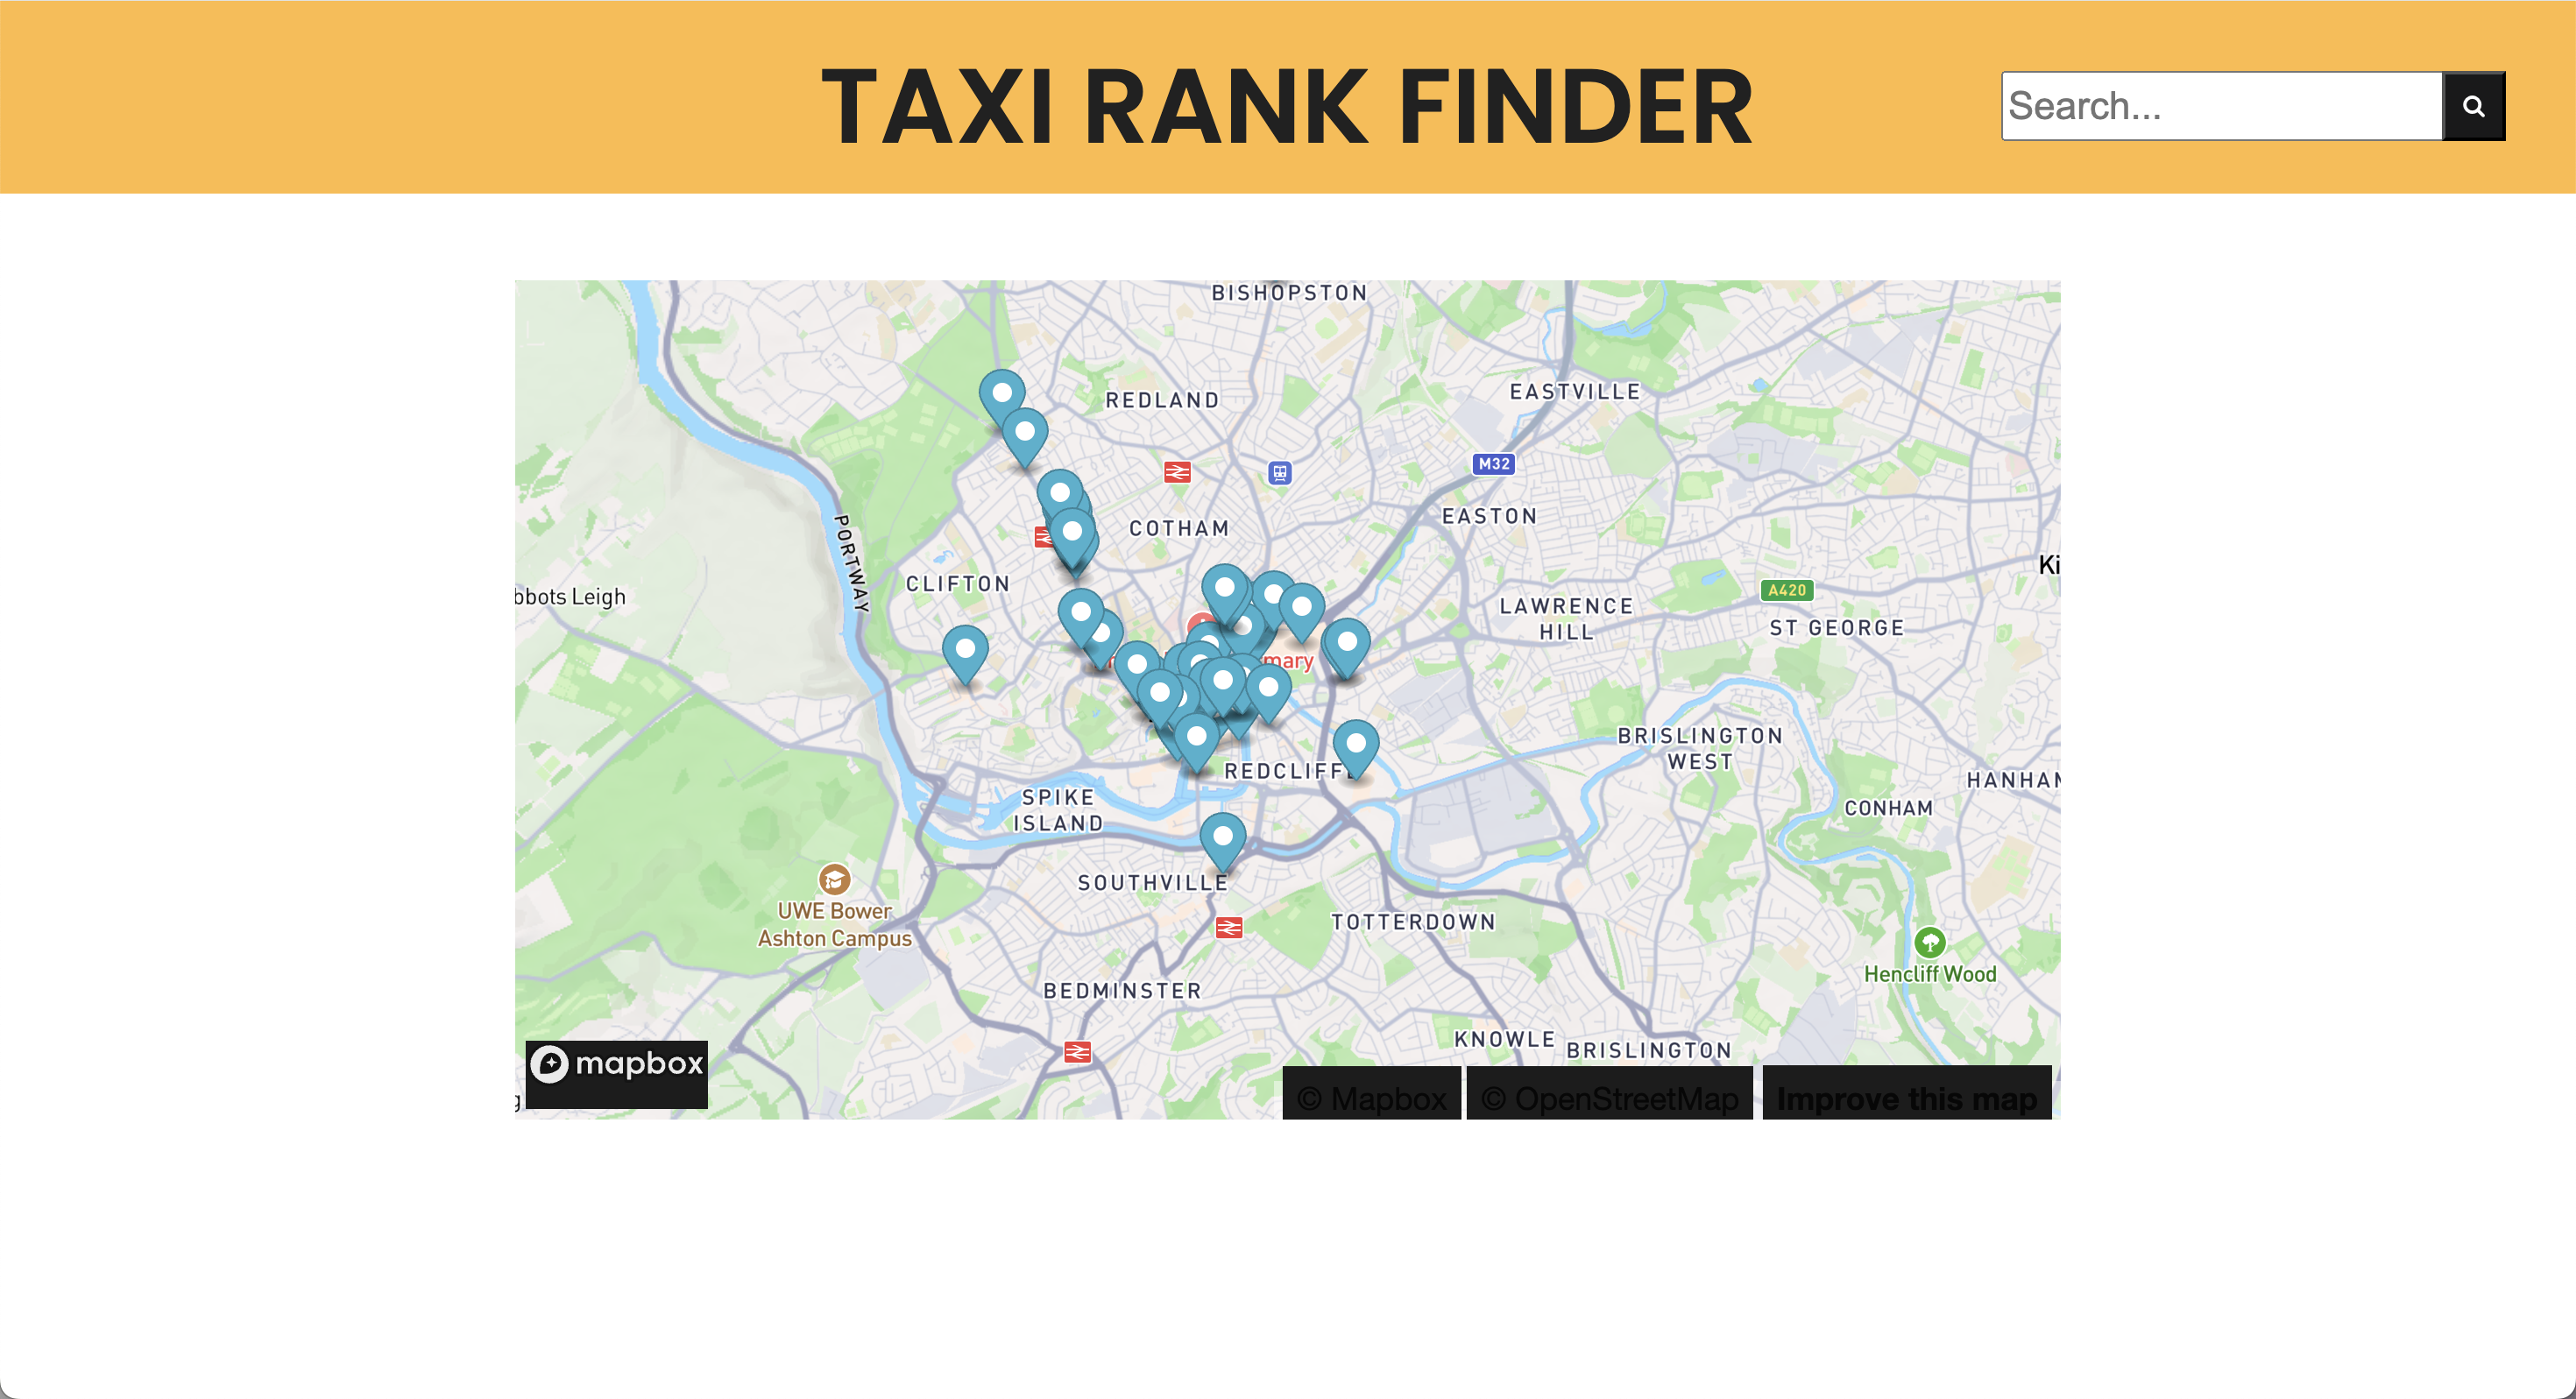 TAXI RANK FINDER
Search...
BISHOPSTON
REDLAND
EASTVILLE
M32
EASTON
COTHAM
PORTWAY
CLIFTON
Ki
A420
bbots Leigh
LAWRENCE
HILL
ST GEORGE
mary
BRISLINGTON
WEST
REDCLIFF
HANHAM
SPIKE
ISLAND
CONHAM
SOUTHVILLE
UWE Bower
Ashton Campus
TOTTERDOWN
Hencliff Wood
BEDMINSTER
KNOWLE
BRISLINGTON
mapbox
© Mapbox
© OpenStreetMap
Improve this map